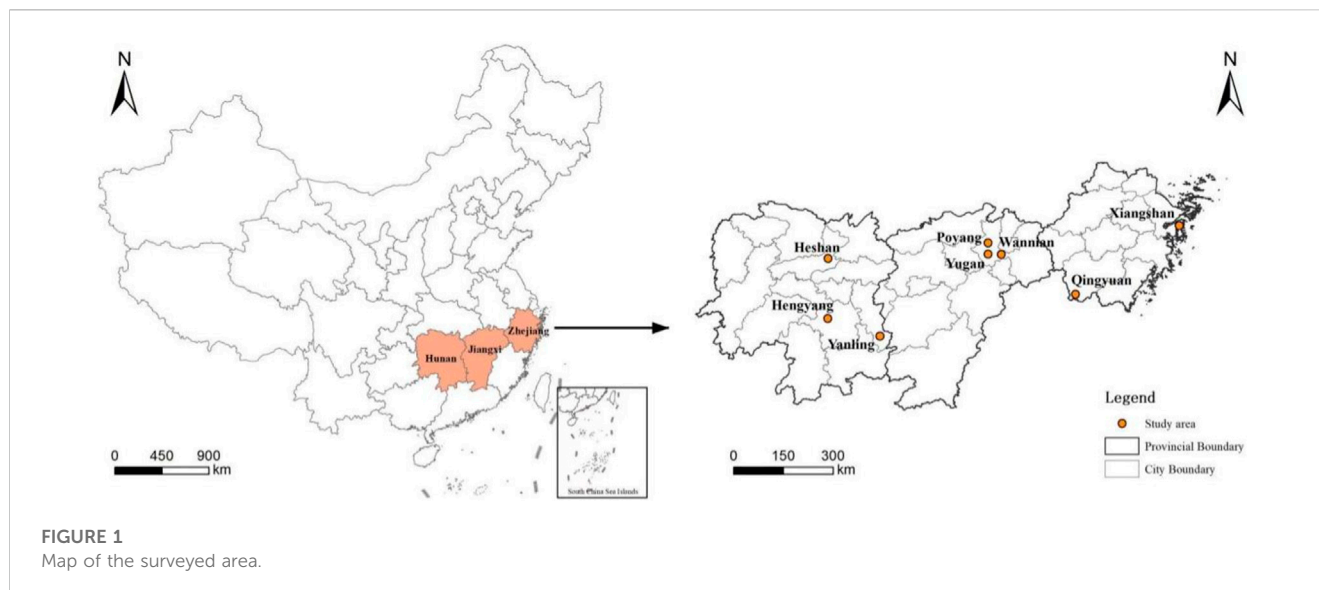 N
N
Zhejiang
Jiangxi
Hunan
0 450 900
km
South China Sea Islands
Xiangshan
Poyang
Wannian
Heshan
Yugan
Qingyuan
Hengyang
Yanling
0 150 300
km
Legend
Study area
Provincial Boundary
City Boundary
FIGURE 1
Map of the surveyed area.